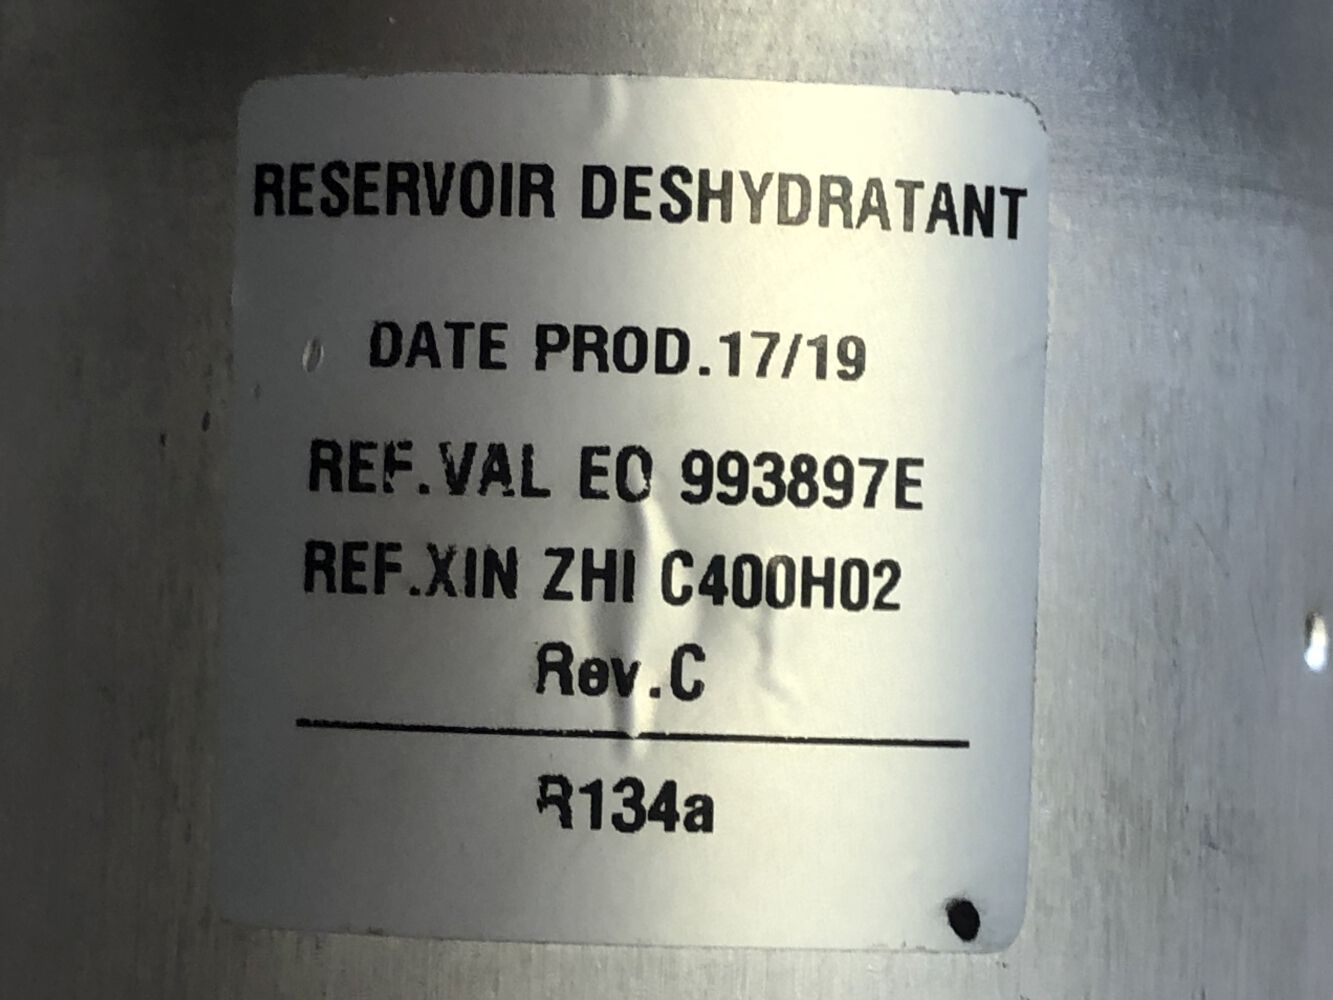 RESERVOIR DESHYDRATANT
DATE PROD.17/19
REF.VAL EO 993897E
REF.XIN ZHI C400H02
Rev.C
R134a